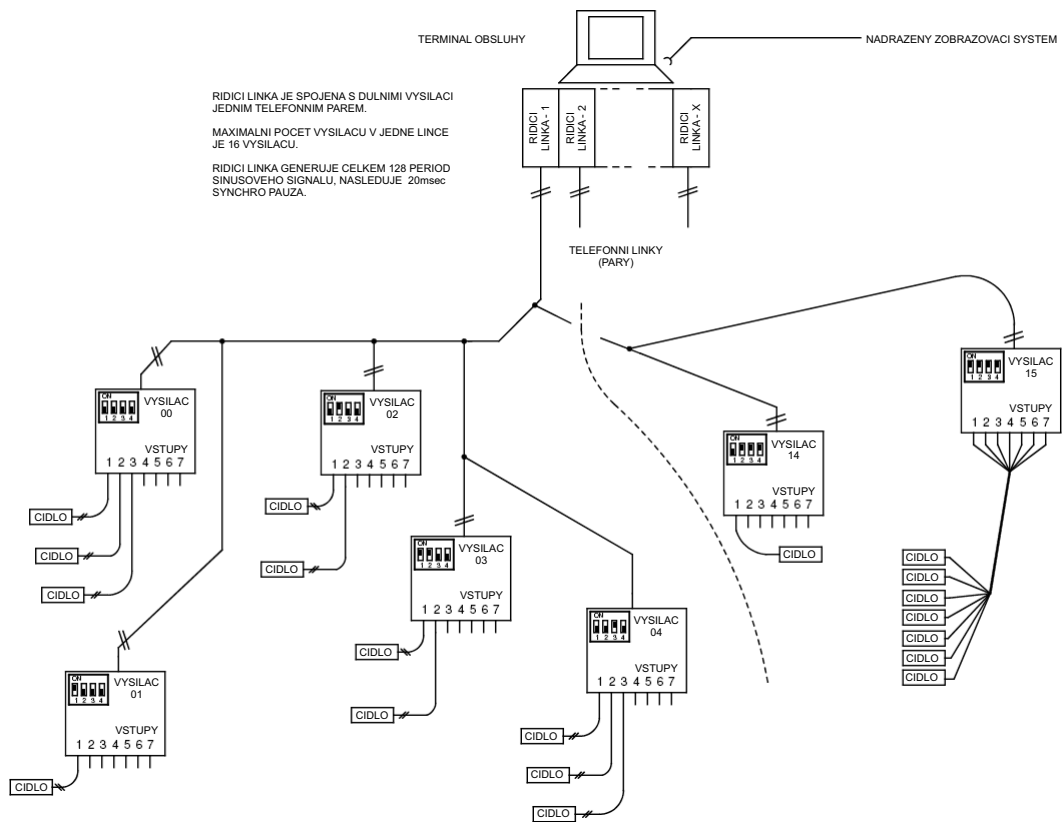 TERMINAL OBSLUHY
NADRAZENY ZOBRAZOVACI SYSTEM
RIDICI LINKA JE SPOJENA S DULNIMI VYSILACI
JEDNIM TELEFONNIM PAREM.
MAXIMALNI POCET VYSILACU V JEDNE LINCE
JE 16 VYSILACU.
RIDICI LINKA GENERUJE CELKEM 128 PERIOD
SINUSOVEHO SIGNALU, NASLEDUJE 20msec
SYNCHRO PAUZA.
RIDICI
LINKA - 1
RIDICI
LINKA - 2
RIDICI
LINKA - X
TELEFONNI LINKY
(PARY)
ON
1 2 3 4
VYSILAC
00
VSTUPY
1 2 3 4 5 6 7
CIDLO
CIDLO
CIDLO
ON
1 2 3 4
VYSILAC
01
VSTUPY
1 2 3 4 5 6 7
CIDLO
ON
1 2 3 4
VYSILAC
02
VSTUPY
1 2 3 4 5 6 7
CIDLO
CIDLO
ON
1 2 3 4
VYSILAC
03
VSTUPY
1 2 3 4 5 6 7
CIDLO
CIDLO
ON
1 2 3 4
VYSILAC
04
VSTUPY
1 2 3 4 5 6 7
CIDLO
CIDLO
CIDLO
ON
1 2 3 4
VYSILAC
14
VSTUPY
1 2 3 4 5 6 7
CIDLO
ON
1 2 3 4
VYSILAC
15
VSTUPY
1 2 3 4 5 6 7
CIDLO
CIDLO
CIDLO
CIDLO
CIDLO
CIDLO
CIDLO